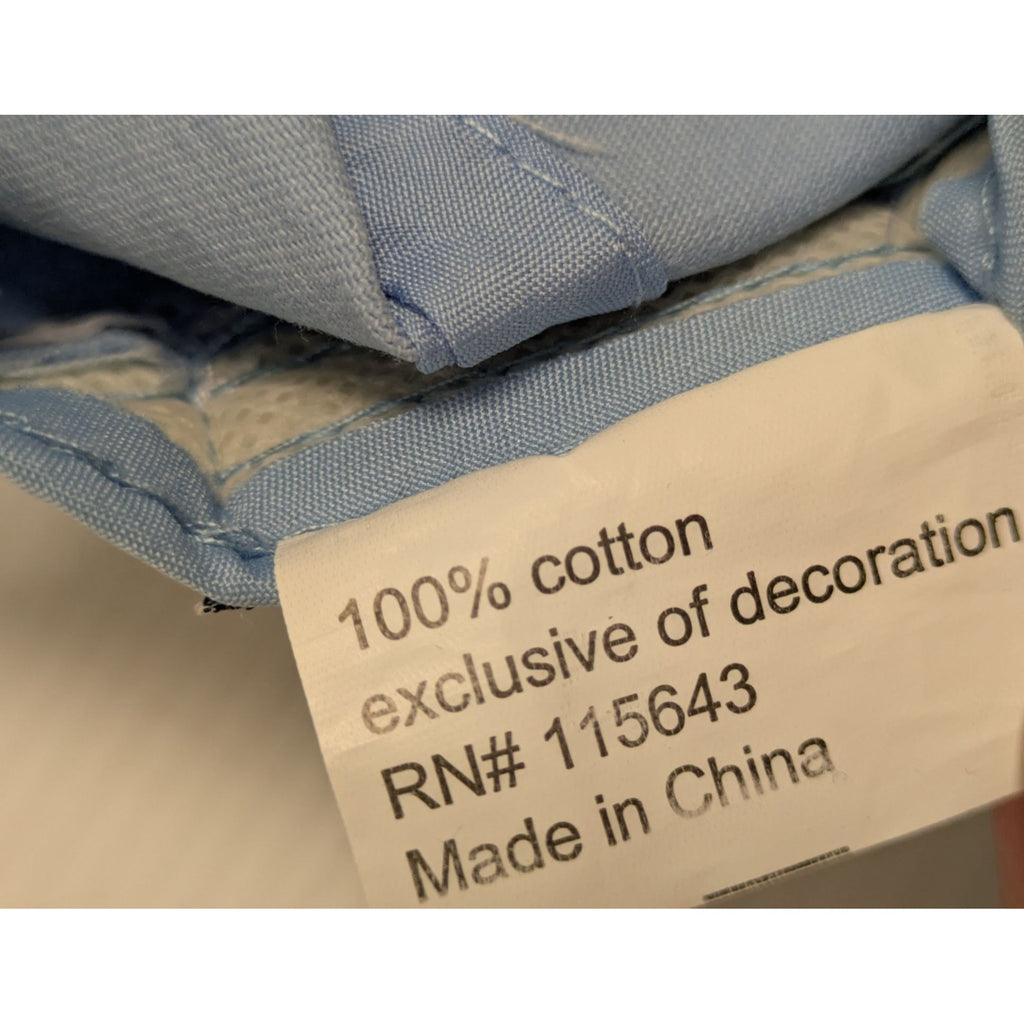 100% cotton
exclusive of decoration
RN# 115643
Made in China